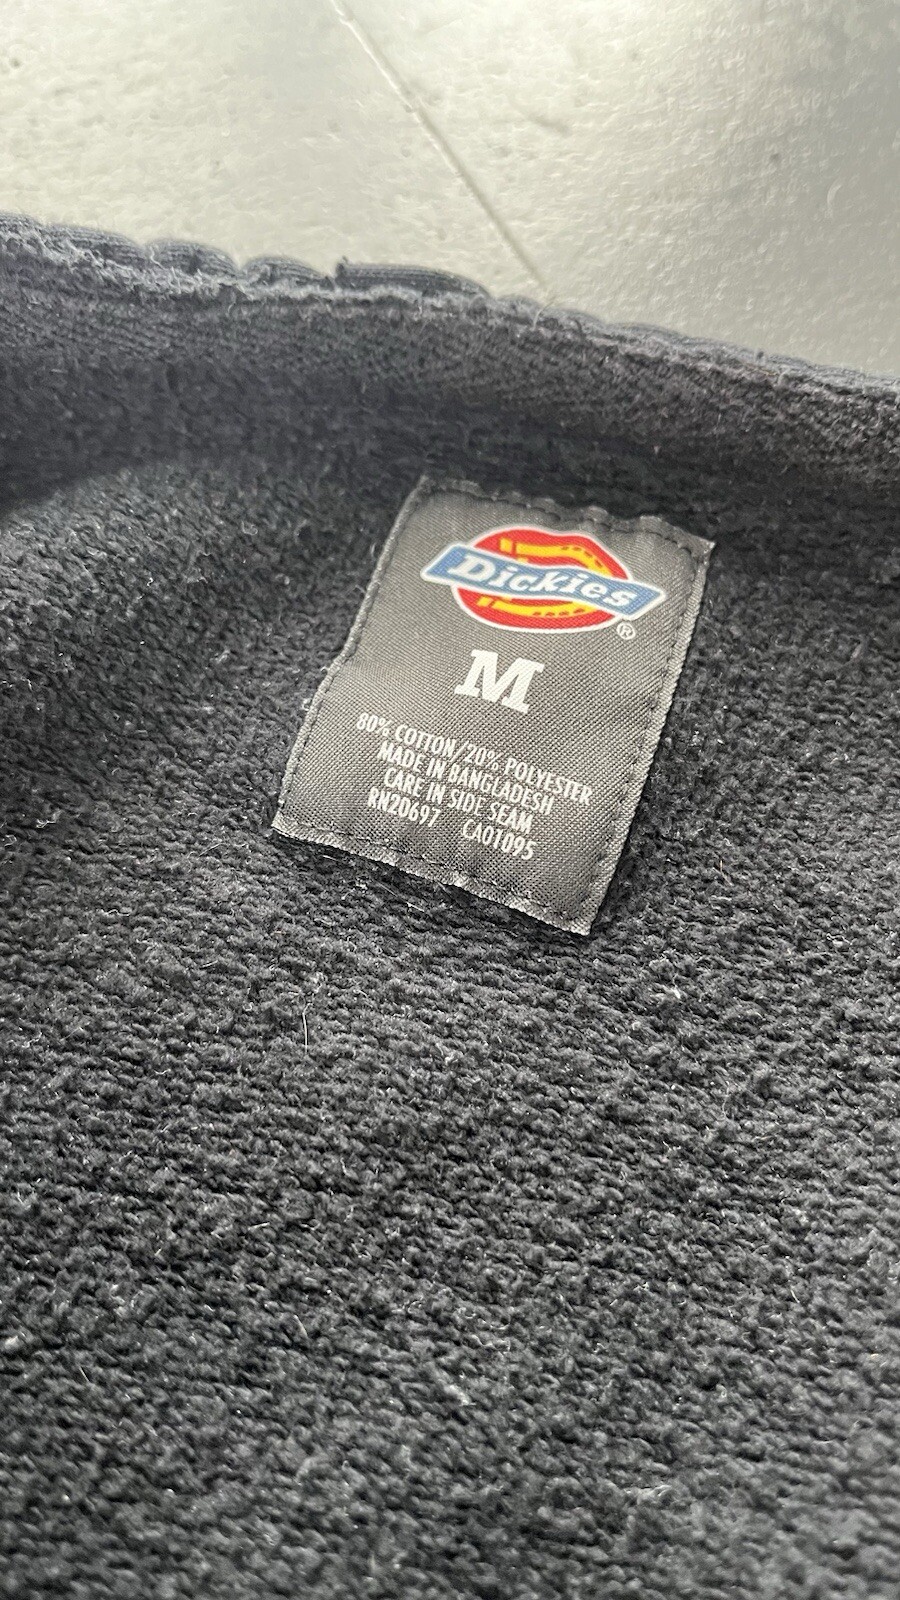 Dickies®
M
80% COTTON/20% POLYESTER
MADE IN BANGLADESH
CARE IN SIDE SEAM
RN20697 CA01095